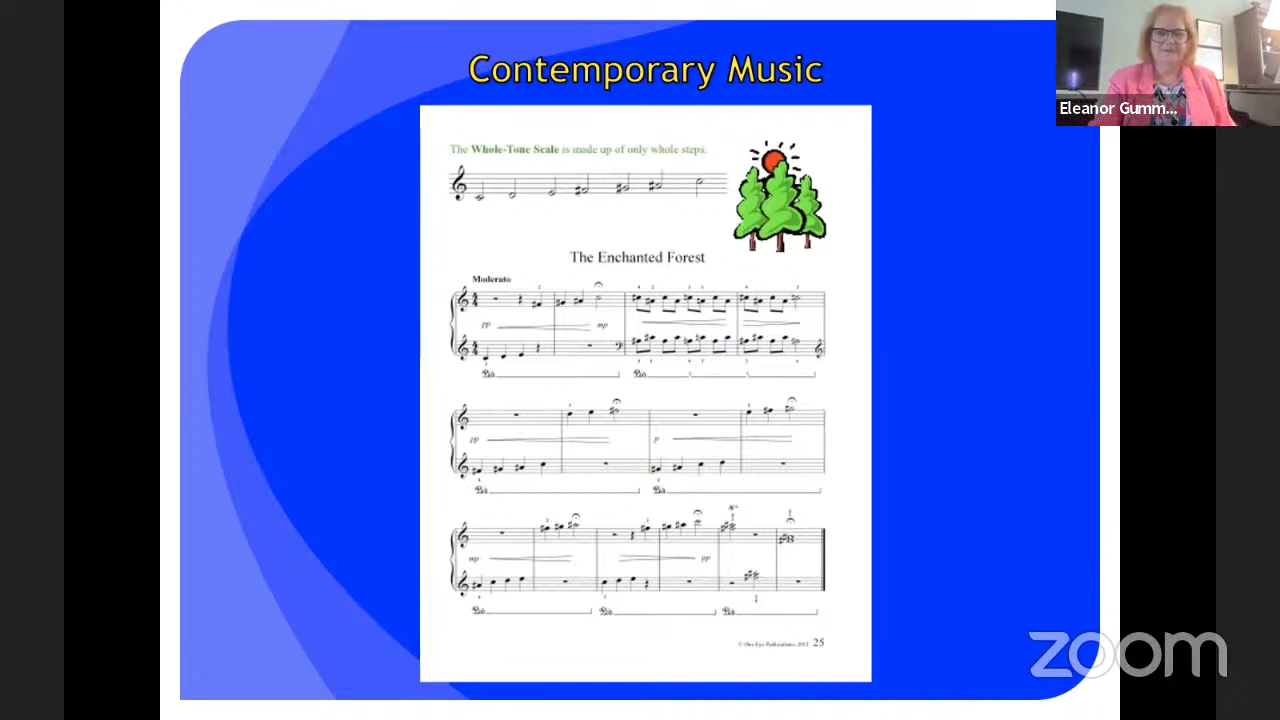 Contemporary Music
Eleanor Gumm...
The Whole-Tone Scale is made up of only whole steps.
The Enchanted Forest
Moderato
pp
mp
pp
p
mp
pp
25
zoom